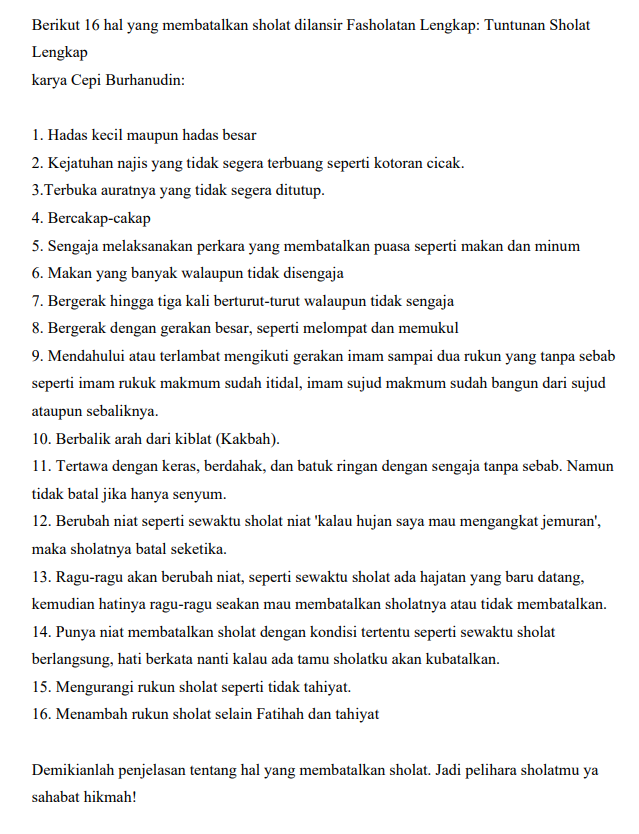 Berikut 16 hal yang membatalkan sholat dilansir Fasholatan Lengkap: Tuntunan Sholat
Lengkap
karya Cepi Burhanudin:
1. Hadas kecil maupun hadas besar
2. Kejatuhan najis yang tidak segera terbuang seperti kotoran cicak.
3.Terbuka auratnya yang tidak segera ditutup.
4. Bercakap-cakap
5. Sengaja melaksanakan perkara yang membatalkan puasa seperti makan dan minum
6. Makan yang banyak walaupun tidak disengaja
7. Bergerak hingga tiga kali berturut-turut walaupun tidak sengaja
8. Bergerak dengan gerakan besar, seperti melompat dan memukul
9. Mendahului atau terlambat mengikuti gerakan imam sampai dua rukun yang tanpa sebab
seperti imam rukuk makmum sudah itidal, imam sujud makmum sudah bangun dari sujud
ataupun sebaliknya.
10. Berbalik arah dari kiblat (Kakbah).
11. Tertawa dengan keras, berdahak, dan batuk ringan dengan sengaja tanpa sebab. Namun
tidak batal jika hanya senyum.
12. Berubah niat seperti sewaktu sholat niat 'kalau hujan saya mau mengangkat jemuran',
maka sholatnya batal seketika.
13. Ragu-ragu akan berubah niat, seperti sewaktu sholat ada hajatan yang baru datang,
kemudian hatinya ragu-ragu seakan mau membatalkan sholatnya atau tidak membatalkan.
14. Punya niat membatalkan sholat dengan kondisi tertentu seperti sewaktu sholat
berlangsung, hati berkata nanti kalau ada tamu sholatku akan kubatalkan.
15. Mengurangi rukun sholat seperti tidak tahiyat.
16. Menambah rukun sholat selain Fatihah dan tahiyat
Demikianlah penjelasan tentang hal yang membatalkan sholat. Jadi pelihara sholatmu ya
sahabat hikmah!